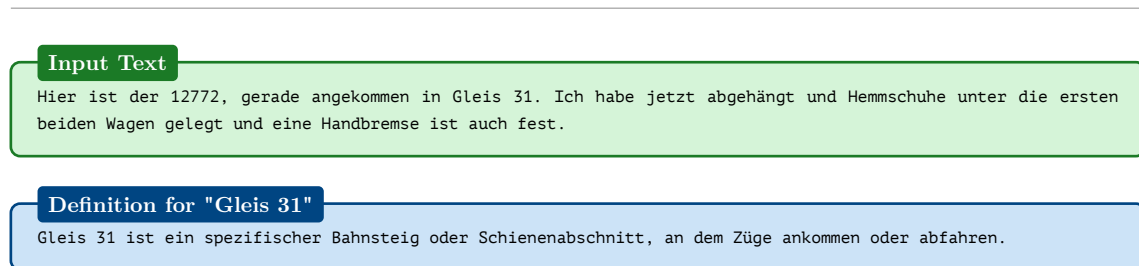 Input Text
Hier ist der 12772, gerade angekommen in Gleis 31. Ich habe jetzt abgehängt und Hemmschuhe unter die ersten
beiden Wagen gelegt und eine Handbremse ist auch fest.
Definition for "Gleis 31"
Gleis 31 ist ein spezifischer Bahnsteig oder Schienenabschnitt, an dem Züge ankommen oder abfahren.